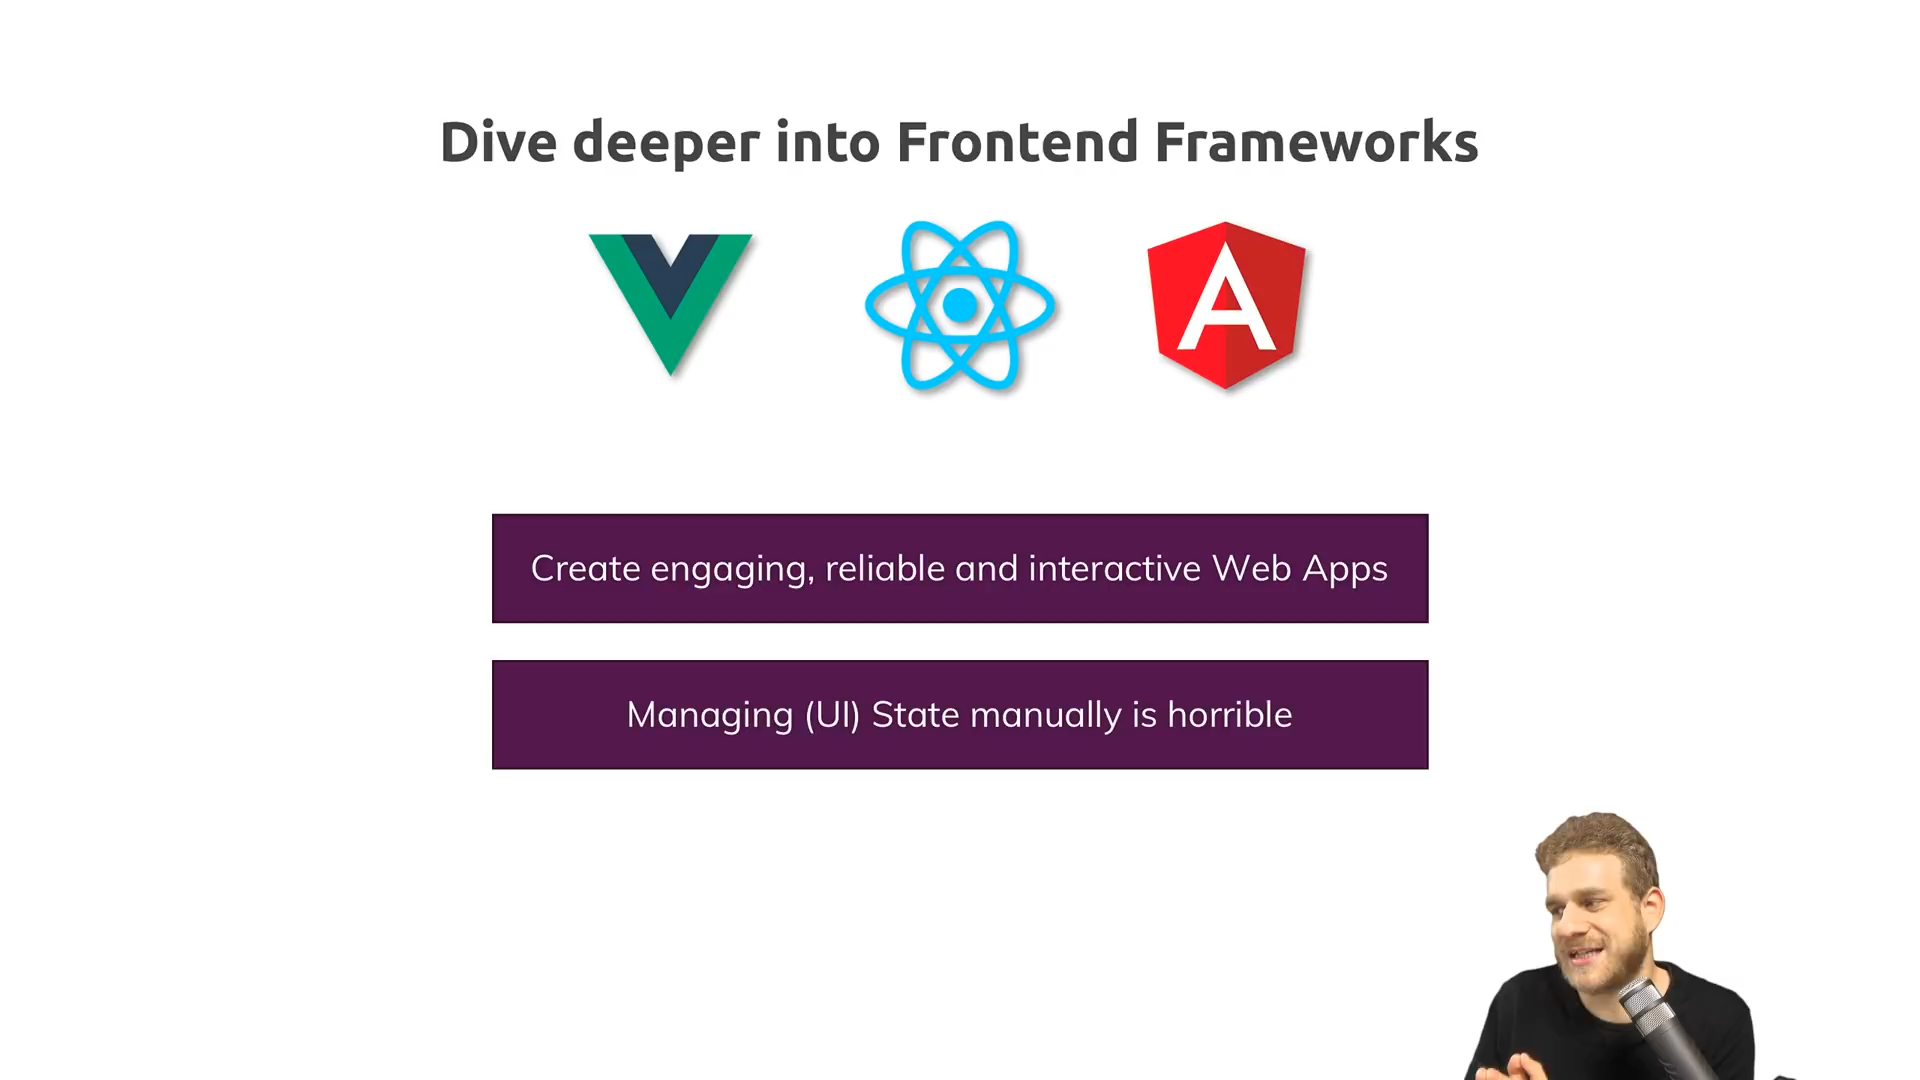 Dive deeper into Frontend Frameworks
Create engaging, reliable and interactive Web Apps
Managing (UI) State manually is horrible